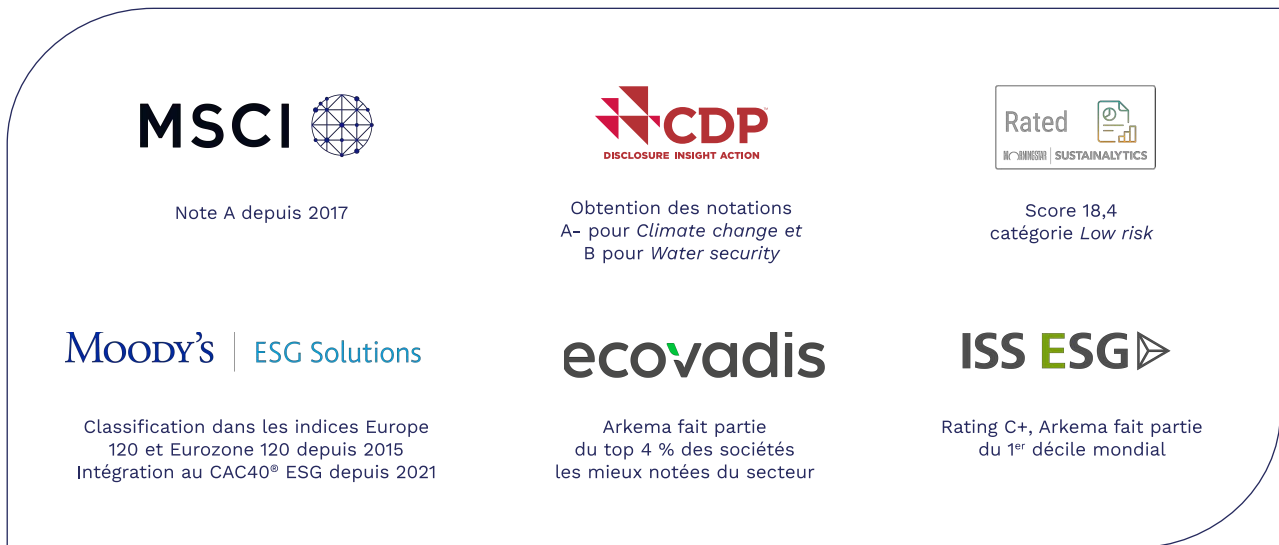 MSCI
CDP
DISCLOSURE INSIGHT ACTION
Rated
MORNINGSTAR | SUSTAINALYTICS
Note A depuis 2017
Obtention des notations
A- pour Climate change et
B pour Water security
Score 18,4
catégorie Low risk
MOODY'S | ESG Solutions
ecovadis
ISS ESG
Classification dans les indices Europe
120 et Eurozone 120 depuis 2015
Intégration au CAC40® ESG depuis 2021
Arkema fait partie
du top 4 % des sociétés
les mieux notées du secteur
Rating C+, Arkema fait partie
du 1er décile mondial